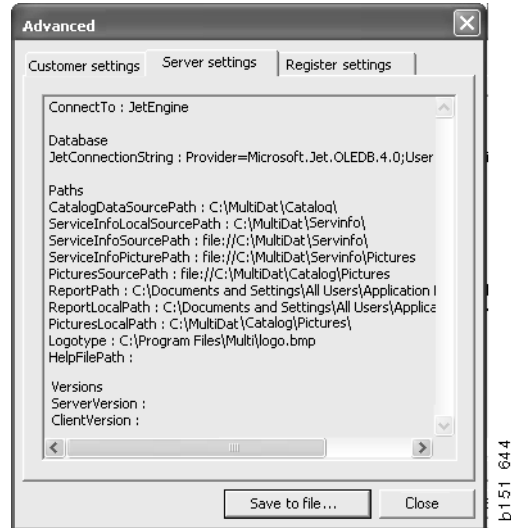 Advanced
Customer settings
Server settings
Register settings
ConnectTo : JetEngine
Database
JetConnectionString : Provider=Microsoft.Jet.OLEDB.4.0;User
Paths
CatalogDataSourcePath : C:\MultiDat\Catalog\
ServiceInfoLocalSourcePath : C:\MultiDat\Servinfo\
ServiceInfoSourcePath : file://C:\MultiDat\Servinfo\
ServiceInfoPicturePath : file://C:\MultiDat\Servinfo\Pictures
PicturesSourcePath : file://C:\MultiDat\Catalog\Pictures
ReportPath : C:\Documents and Settings\All Users\Application
ReportLocalPath : C:\Documents and Settings\All Users\Applica
PicturesLocalPath : C:\MultiDat\Catalog\Pictures\
Logotype : C:\Program Files\Multi\logo.bmp
HelpFilePath :
Versions
ServerVersion :
ClientVersion :
Save to file...
Close
b151 644